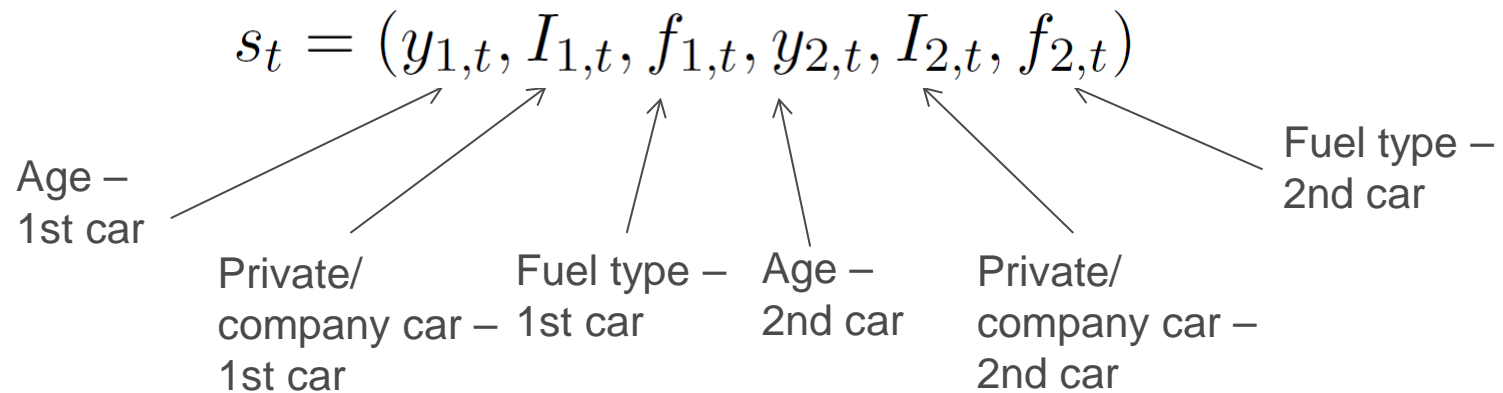 s_t = (y_{1,t}, I_{1,t}, f_{1,t}, y_{2,t}, I_{2,t}, f_{2,t})
Age –
1st car
Private/
company car –
1st car
Fuel type –
1st car
Age –
2nd car
Private/
company car –
2nd car
Fuel type –
2nd car